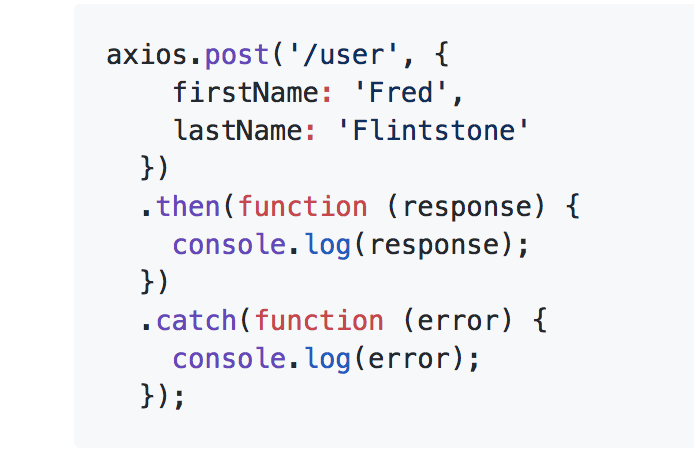 axios.post('/user', {
    firstName: 'Fred',
    lastName: 'Flintstone'
  })
  .then(function (response) {
    console.log(response);
  })
  .catch(function (error) {
    console.log(error);
  });